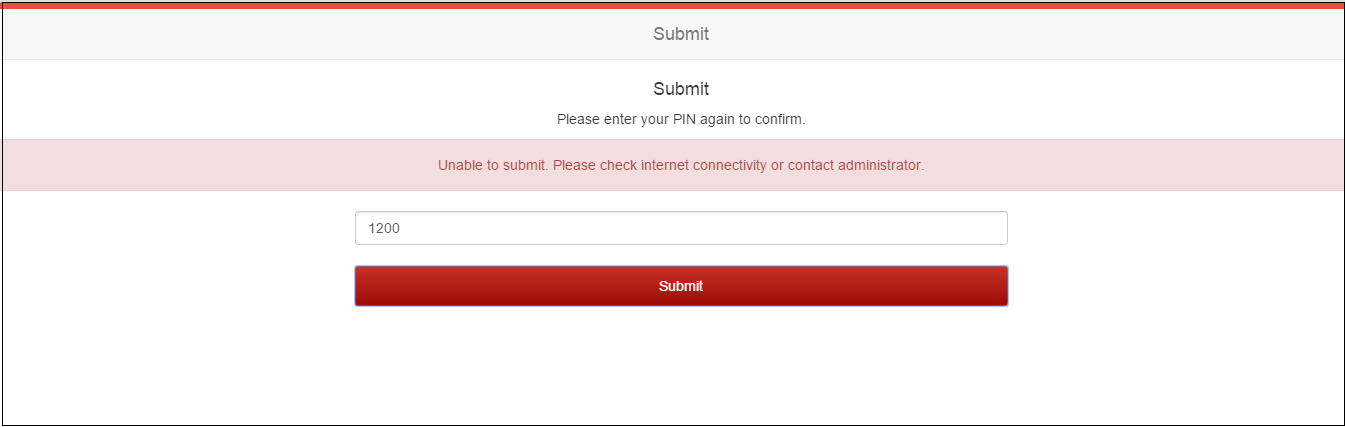 Submit
Submit
Please enter your PIN again to confirm.
Unable to submit. Please check internet connectivity or contact administrator.
1200
Submit